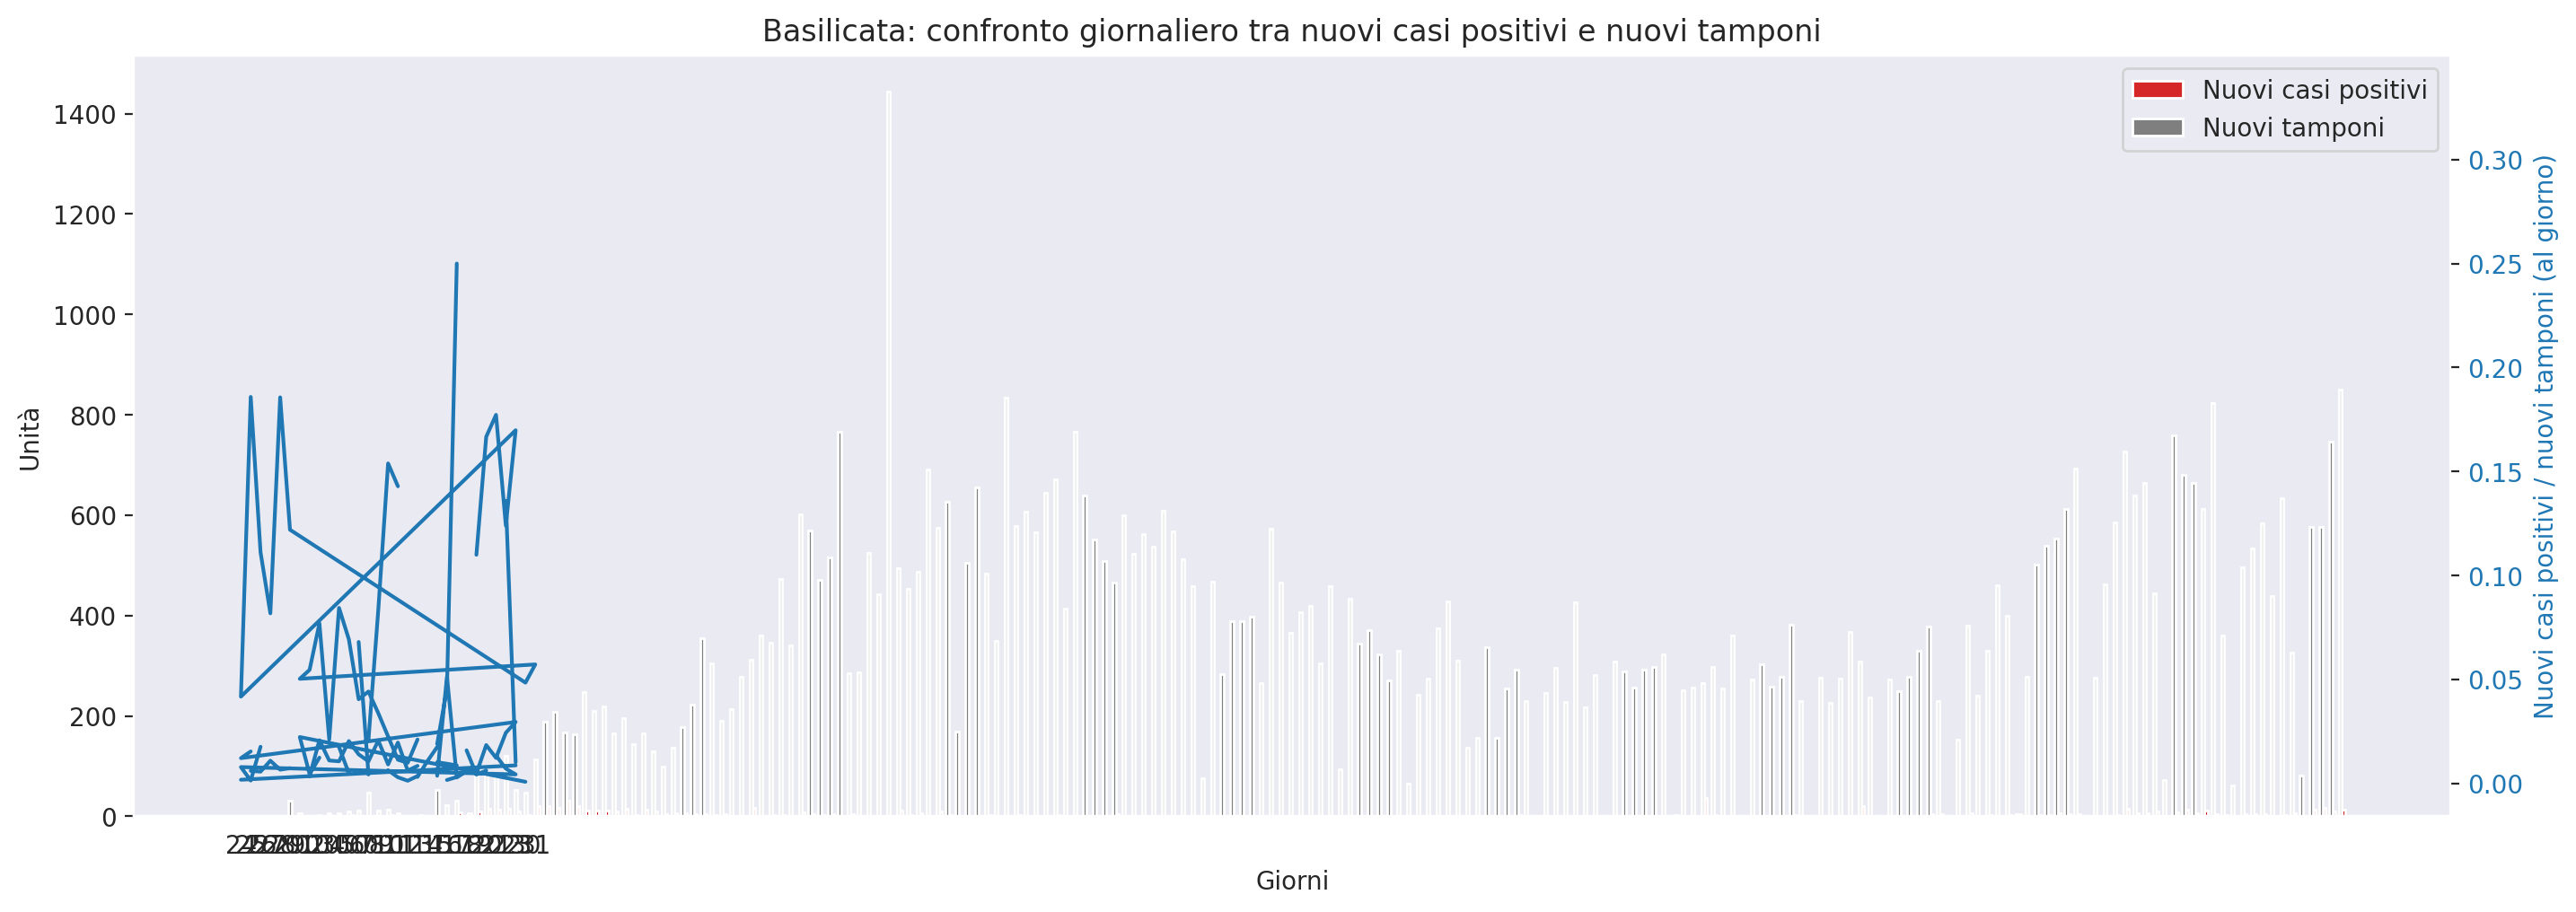 Basilicata: confronto giornaliero tra nuovi casi positivi e nuovi tamponi
Nuovi casi positivi
Nuovi tamponi
1400
1200
1000
800
600
400
200
0
Unità
0.30
0.25
0.20
0.15
0.10
0.05
0.00
Nuovi casi positivi / nuovi tamponi (al giorno)
Giorni